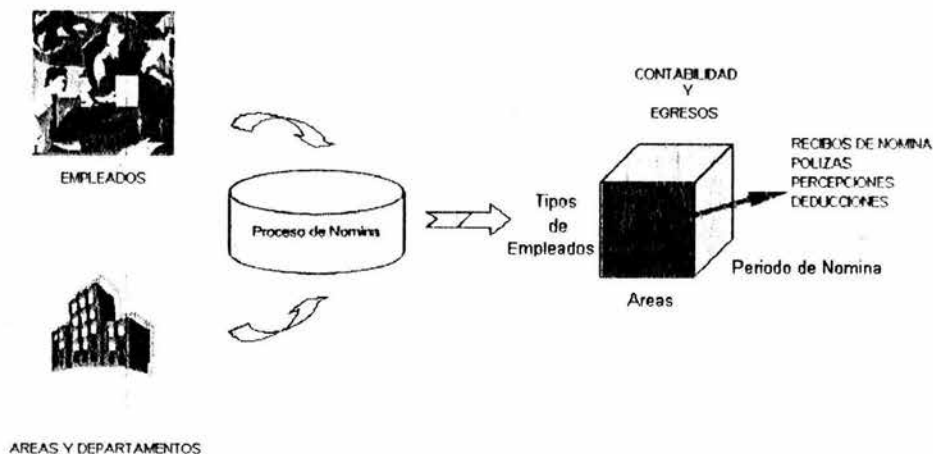 EMPLEADOS
AREAS Y DEPARTAMENTOS
Proceso de Nomina
Tipos
de
Empleados
CONTABILIDAD
Y
EGRESOS
RECIBOS DE NOMINA
POLIZAS
PERCEPCIONES
DEDUCCIONES
Periodo de Nomina
Areas